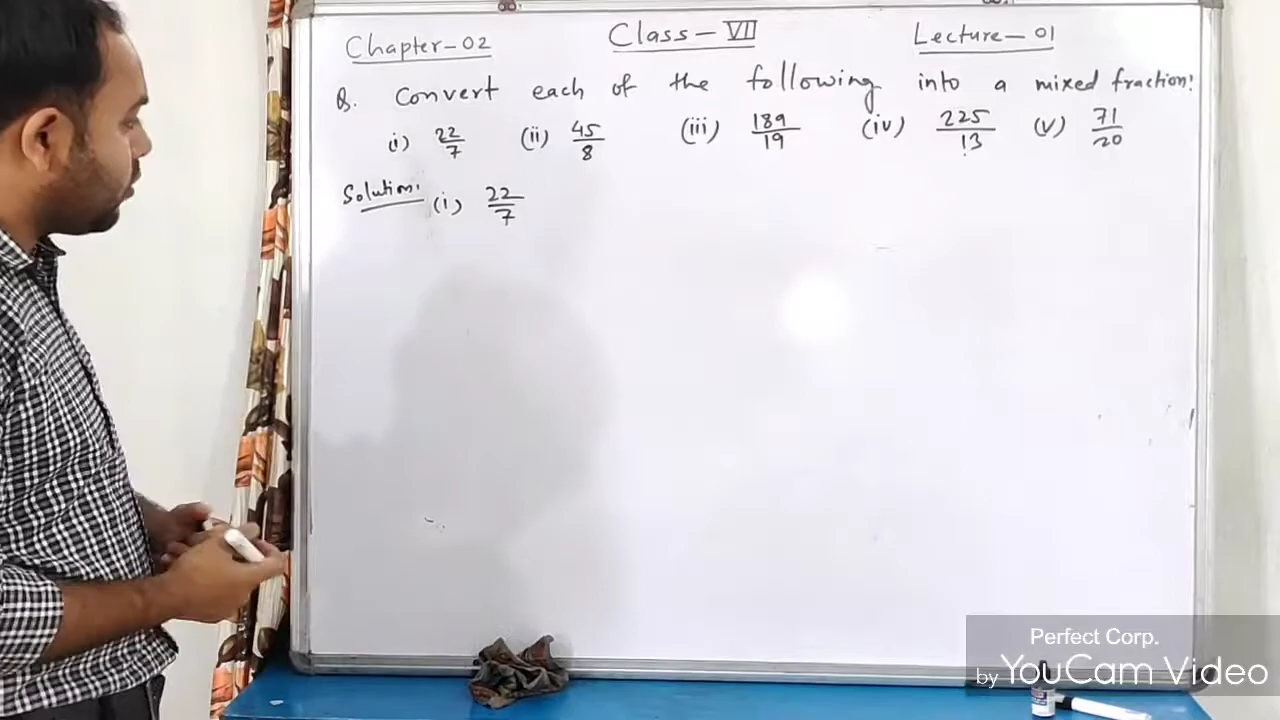 Chapter-02 Class-VII Lecture-01
Q. Convert each of the following into a mixed fraction:
(i) 22/7 (ii) 45/8 (iii) 189/19 (iv) 225/13 (v) 71/20
Solution: (i) 22/7
Perfect Corp.
by YouCam Video